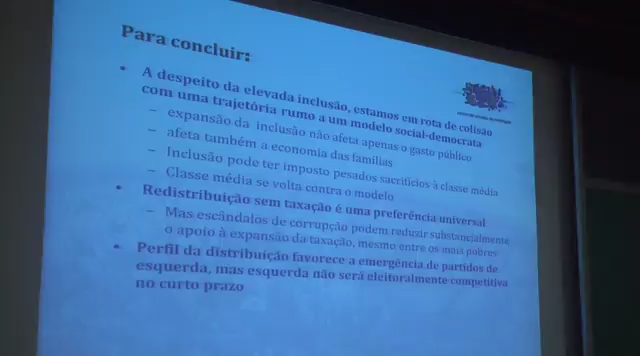 Para concluir:
• A despeito da elevada inclusão, estamos em rota de colisão
com uma trajetória rumo a um modelo social-democrata
– expansão da inclusão não afeta apenas o gasto público
– afeta também a economia das famílias
– Inclusão pode ter imposto pesados sacrifícios à classe média
– Classe média se volta contra o modelo
• Redistribuição sem taxação é uma preferência universal
– Mas escândalos de corrupção podem reduzir substancialmente
o apoio à expansão da taxação, mesmo entre os mais pobres
• Perfil da distribuição favorece a emergência de partidos de
esquerda, mas esquerda não será eleitoralmente competitiva
no curto prazo